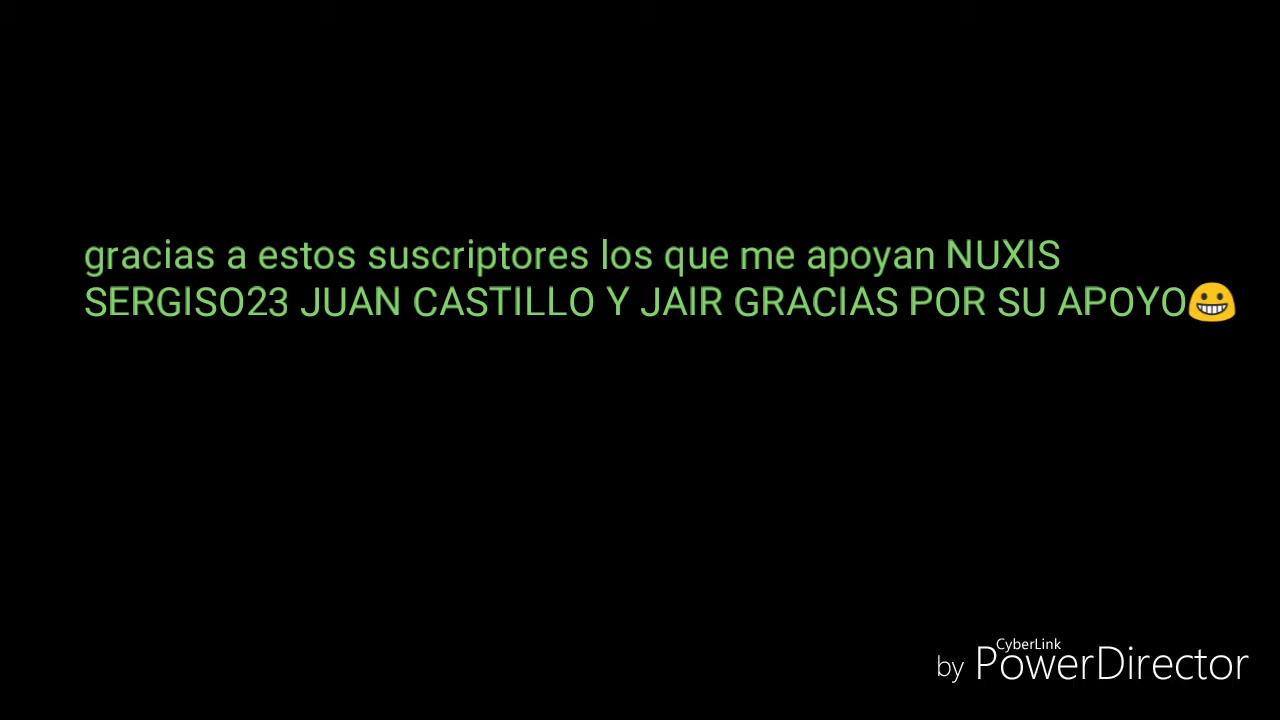 gracias a estos suscriptores los que me apoyan NUXIS
SERGISO23 JUAN CASTILLO Y JAIR GRACIAS POR SU APOYO😀
CyberLink
by PowerDirector